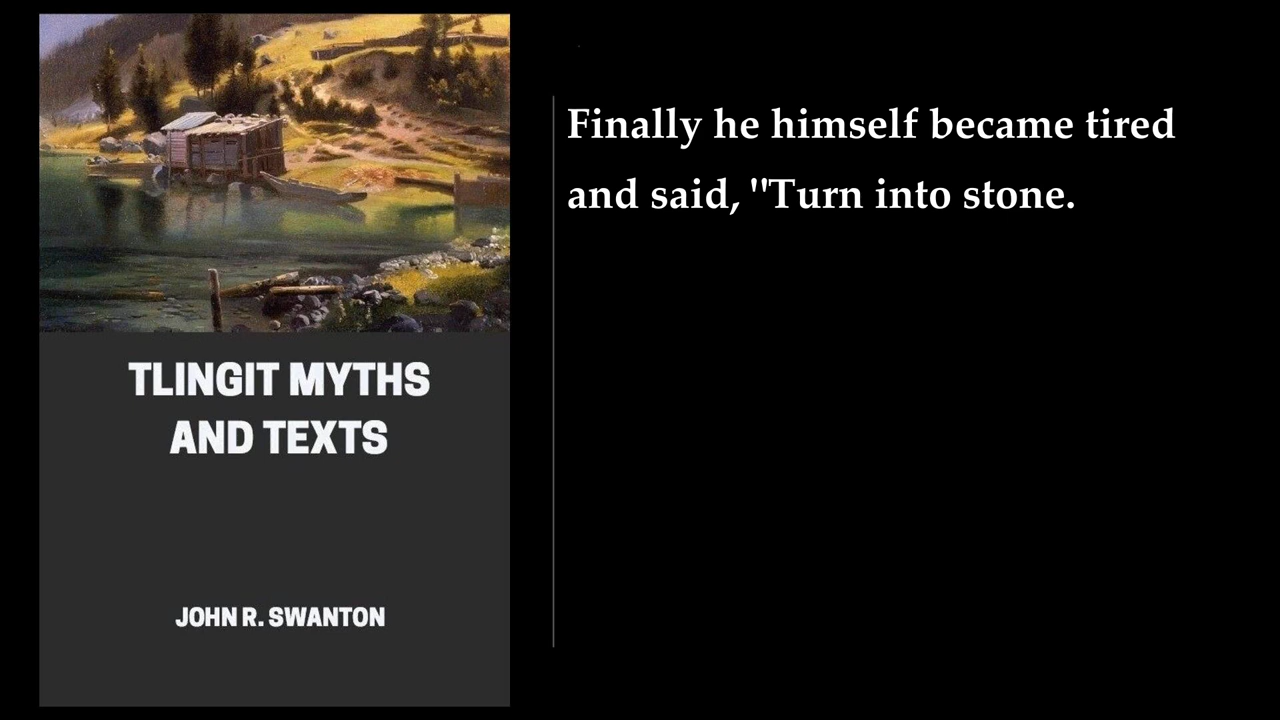 TLINGIT MYTHS
AND TEXTS
JOHN R. SWANTON
Finally he himself became tired
and said, "Turn into stone.